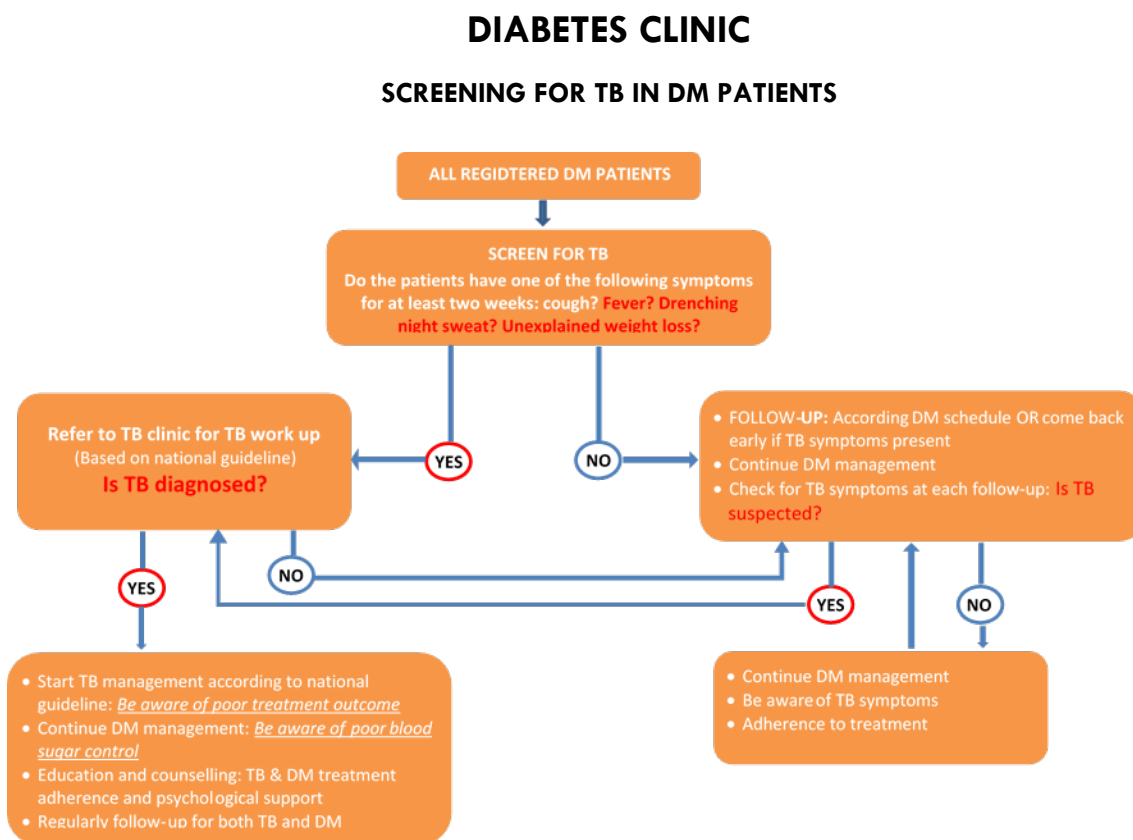 DIABETES CLINIC
SCREENING FOR TB IN DM PATIENTS
ALL REGIDTERED DM PATIENTS
SCREEN FOR TB
Do the patients have one of the following symptoms
for at least two weeks: cough? Fever? Drenching
night sweat? Unexplained weight loss?
YES
NO
Refer to TB clinic for TB work up
(Based on national guideline)
Is TB diagnosed?
• FOLLOW-UP: According DM schedule OR come back
early if TB symptoms present
• Continue DM management
• Check for TB symptoms at each follow-up: Is TB
suspected?
YES
NO
YES
NO
• Start TB management according to national
guideline: Be aware of poor treatment outcome
• Continue DM management: Be aware of poor blood
sugar control
• Education and counselling: TB & DM treatment
adherence and psychological support
• Regularly follow-up for both TB and DM
• Continue DM management
• Be aware of TB symptoms
• Adherence to treatment